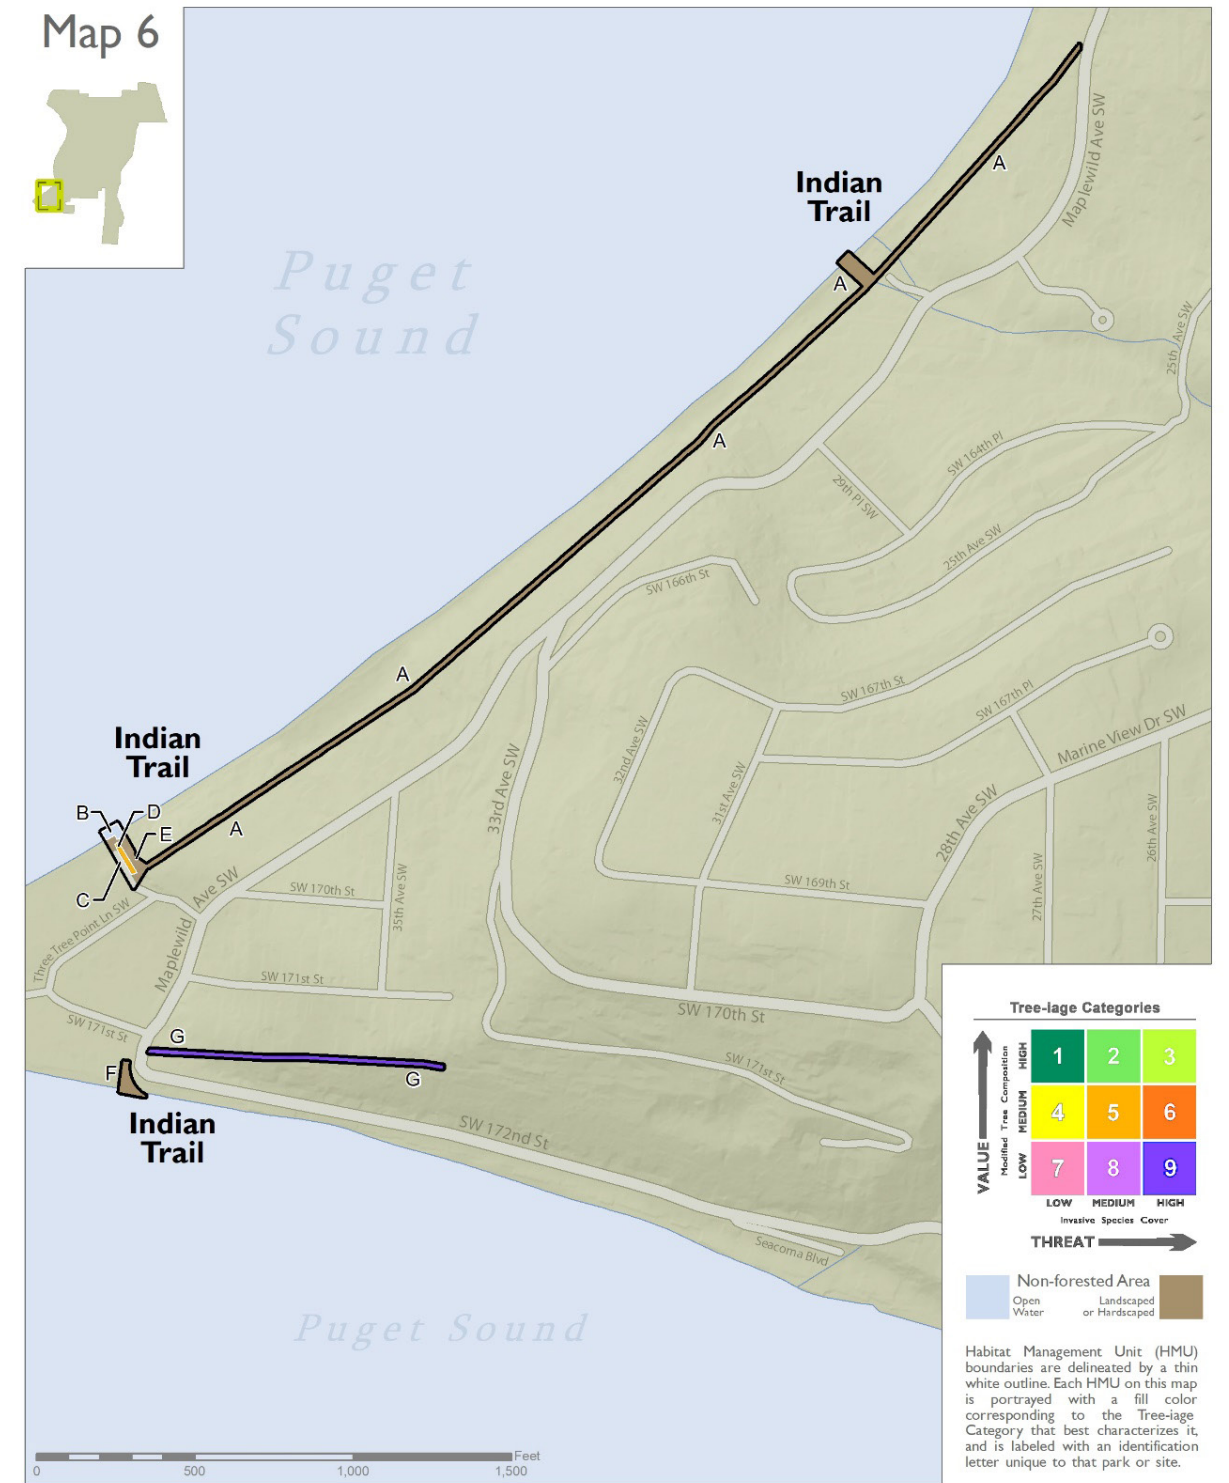 Map 6
Indian
Trail
A
Maplewild Ave SW
A
Puget
Sound
25th Ave SW
A
SW 164th Pl
29th Pl SW
25th Ave SW
SW 166th St
A
SW 167th St
SW 167th Pl
Marine View Dr SW
32nd Ave SW
31st Ave SW
33rd Ave SW
28th Ave SW
26th Ave SW
27th Ave SW
Indian
Trail
B
D
E
A
C
Maplewild Ave SW
SW 170th St
35th Ave SW
SW 169th St
Three Tree Point Ln SW
SW 171st St
SW 170th St
SW 171st St
G
F
G
SW 171st St
Indian
Trail
SW 172nd St
Seacoma Blvd
Puget Sound
Feet
0 500 1,000 1,500
Tree-iage Categories
VALUE
Modified Tree Composition
HIGH
1 2 3
MEDIUM
4 5 6
LOW
7 8 9
LOW MEDIUM HIGH
Invasive Species Cover
THREAT
Non-forested Area
Open
Water
Landscaped
or Hardscaped
Habitat Management Unit (HMU)
boundaries are delineated by a thin
white outline. Each HMU on this map
is portrayed with a fill color
corresponding to the Tree-iage
Category that best characterizes it,
and is labeled with an identification
letter unique to that park or site.